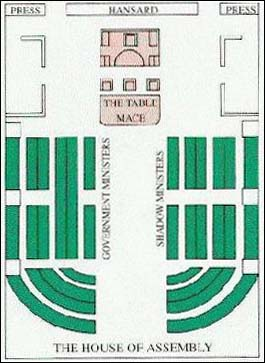 PRESS
HANSARD
PRESS
THE TABLE
MACE
GOVERNMENT MINISTERS
SHADOW MINISTERS
THE HOUSE OF ASSEMBLY